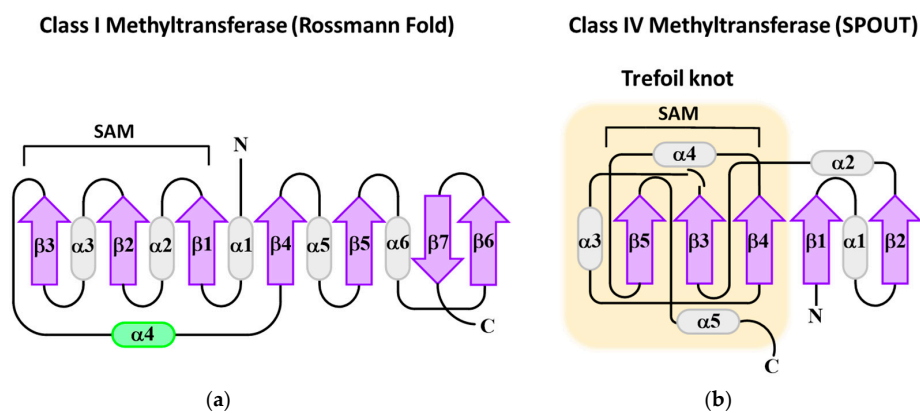 Class I Methyltransferase (Rossmann Fold)
Class IV Methyltransferase (SPOUT)
Trefoil knot
SAM
N
β3
α3
β2
α2
β1
α1
β4
α5
β5
α6
β7
β6
α4
C
SAM
α4
α2
α3
β5
β3
β4
β1
α1
β2
N
α5
C
(a)
(b)